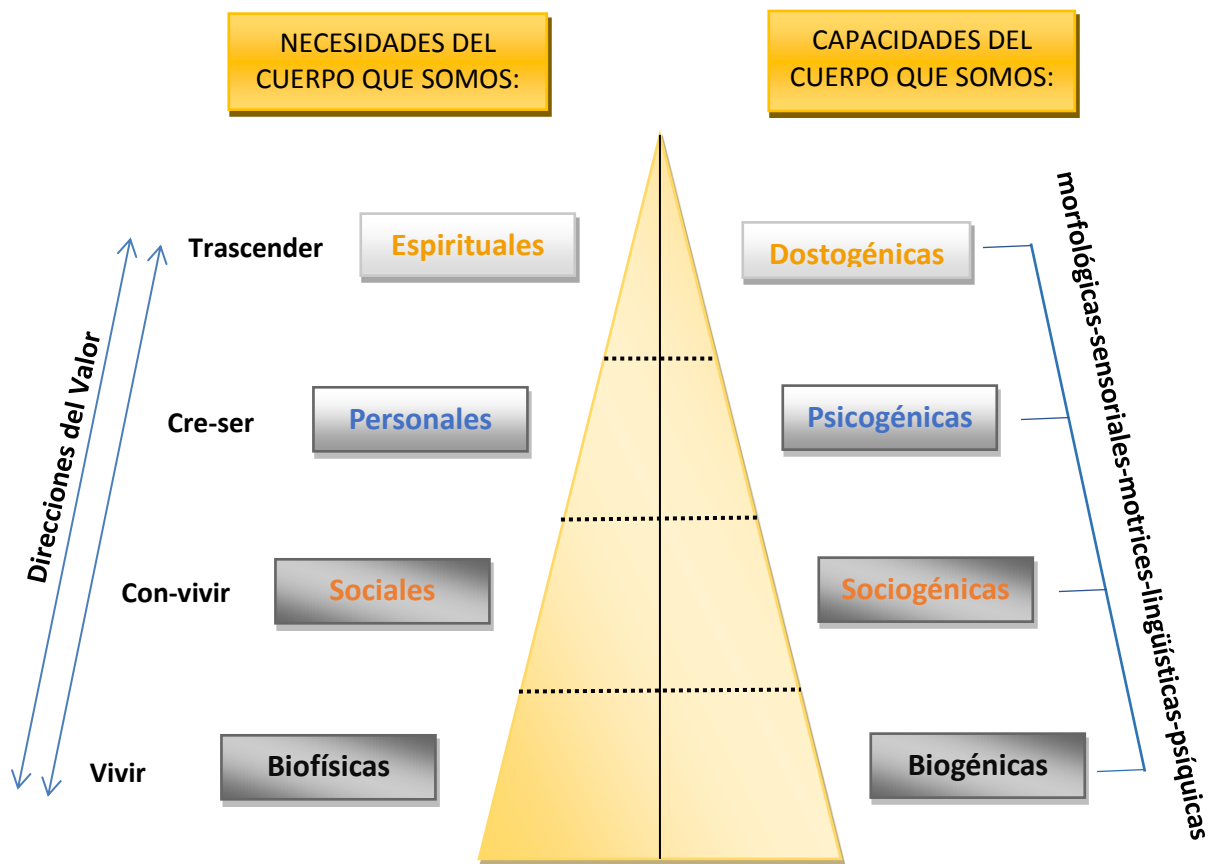 NECESIDADES DEL
CUERPO QUE SOMOS:
CAPACIDADES DEL
CUERPO QUE SOMOS:
Trascender
Espirituales
Dostogénicas
Cre-ser
Personales
Psicogénicas
Con-vivir
Sociales
Sociogénicas
Vivir
Biofísicas
Biogénicas
Direcciones del Valor
morfológicas-sensoriales-motrices-lingüísticas-psíquicas